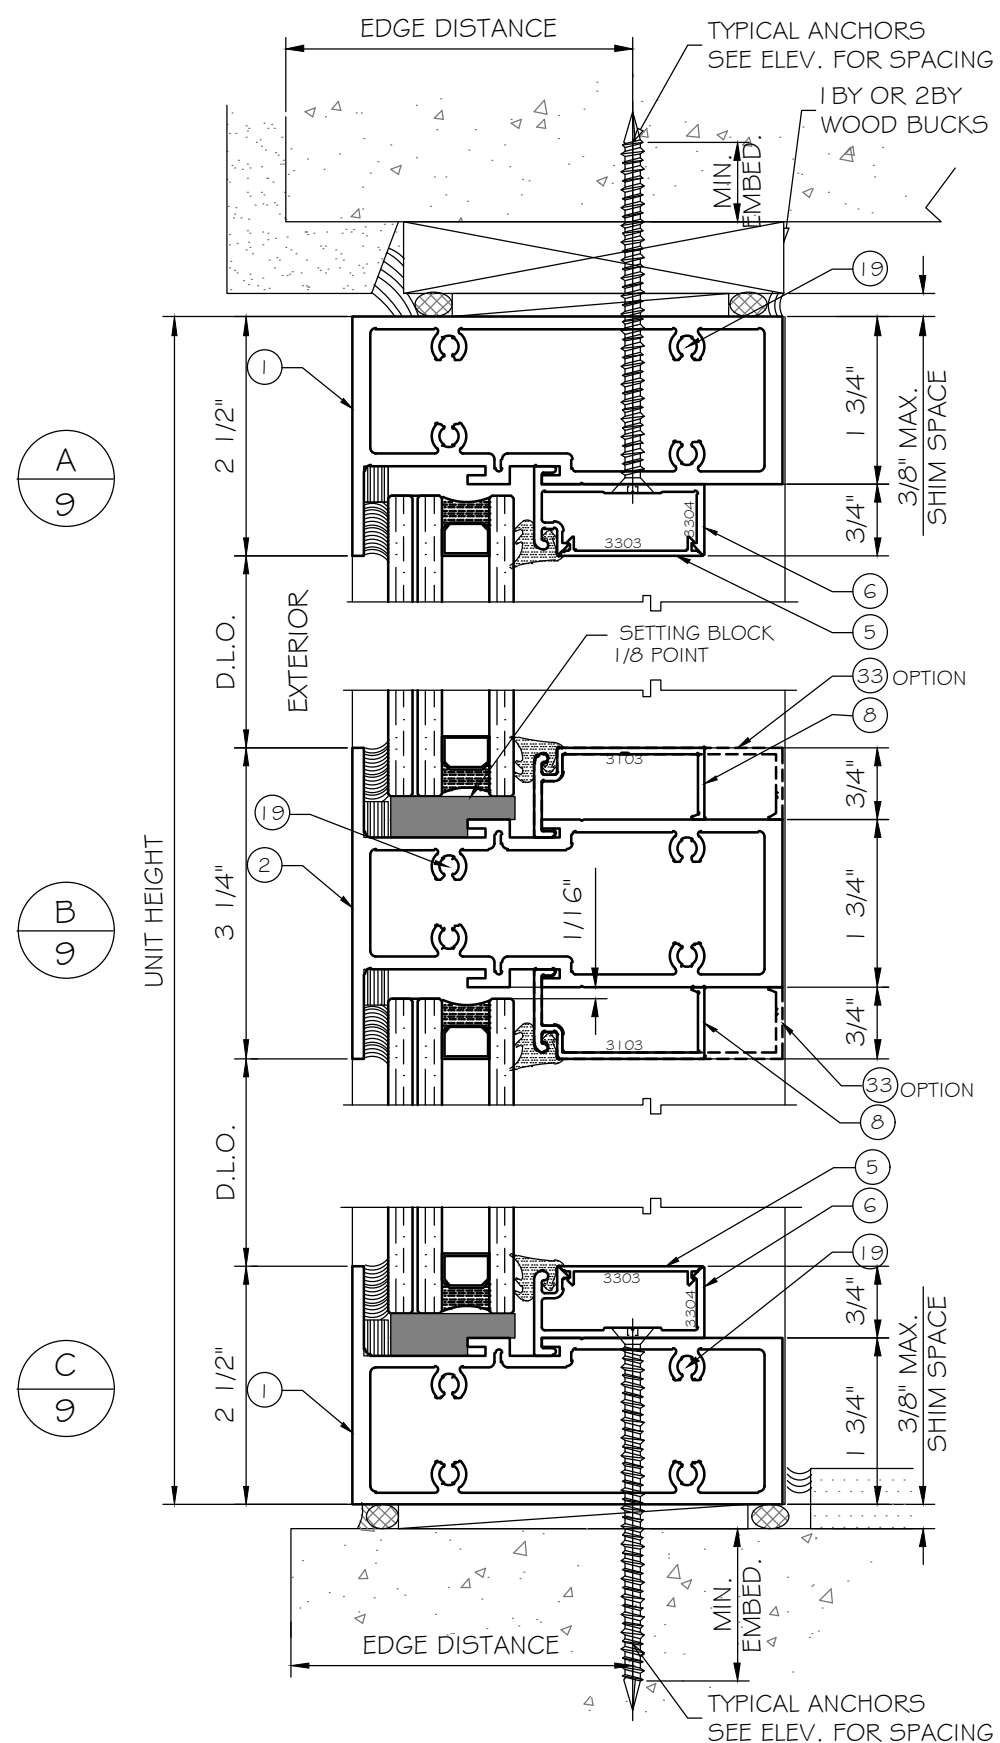 EDGE DISTANCE
TYPICAL ANCHORS
SEE ELEV. FOR SPACING
1 BY OR 2BY
WOOD BUCKS
MIN.
EMBED.
19
1
2 1/2"
1 3/4"
3/8" MAX.
SHIM SPACE
A
9
3/4"
3303
3304
6
5
D.L.O.
EXTERIOR
SETTING BLOCK
1/8 POINT
33 OPTION
8
3103
3/4"
19
2
UNIT HEIGHT
3 1/4"
1/16"
1 3/4"
B
9
3/4"
3103
33 OPTION
8
D.L.O.
5
6
19
3303
3304
3/4"
3/8" MAX.
SHIM SPACE
C
9
2 1/2"
1
1 3/4"
MIN.
EMBED.
EDGE DISTANCE
TYPICAL ANCHORS
SEE ELEV. FOR SPACING